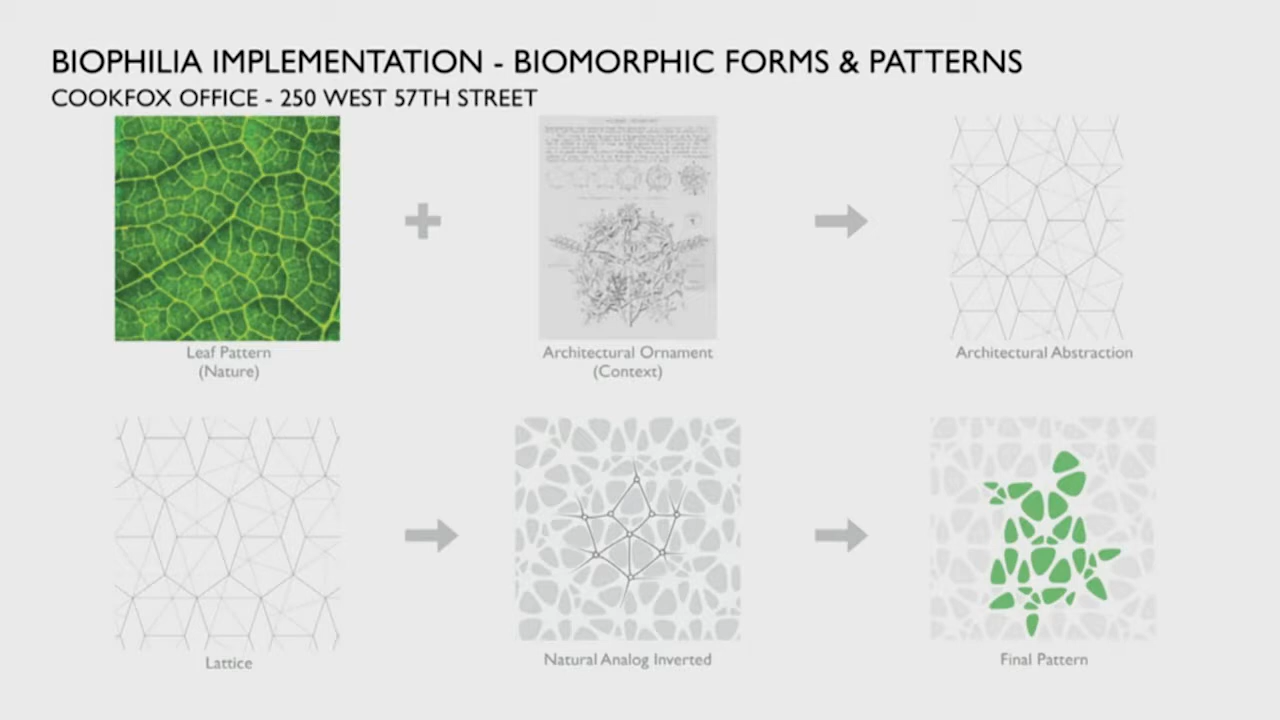 BIOPHILIA IMPLEMENTATION - BIOMORPHIC FORMS & PATTERNS
COOKFOX OFFICE - 250 WEST 57TH STREET
Leaf Pattern
(Nature)
Architectural Ornament
(Context)
Architectural Abstraction
Lattice
Natural Analog Inverted
Final Pattern